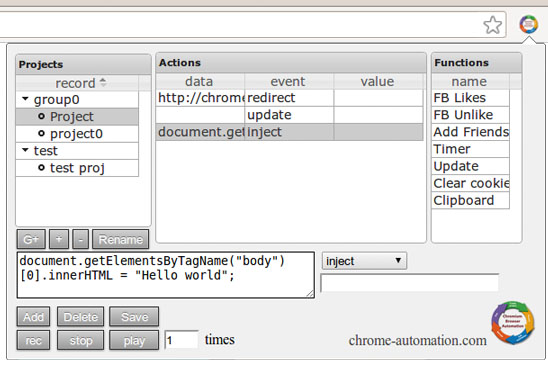 Projects
record
group0
Project
project0
test
test proj
G+ + - Rename
Actions
data event value
http://chrome redirect
update
document.get inject
Functions
name
FB Likes
FB Unlike
Add Friends
Timer
Update
Clear cookie
Clipboard
document.getElementsByTagName("body")
[0].innerHTML = "Hello world";
inject
Add Delete Save
rec stop play 1 times
Chromium
Browser
Automation
chrome-automation.com